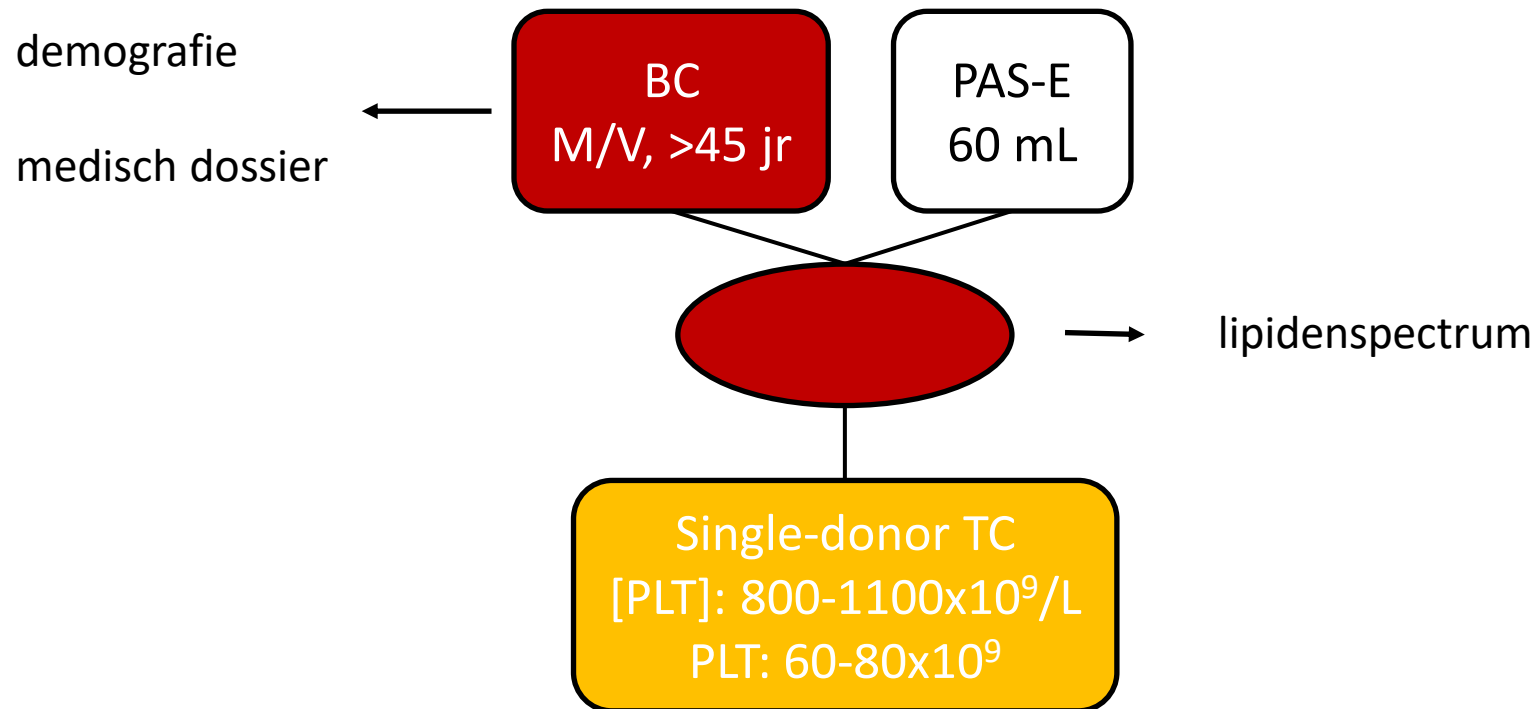 demografie
medisch dossier
BC
M/V, >45 jr
PAS-E
60 mL
lipidenspectrum
Single-donor TC
[PLT]: 800-1100x10⁹/L
PLT: 60-80x10⁹